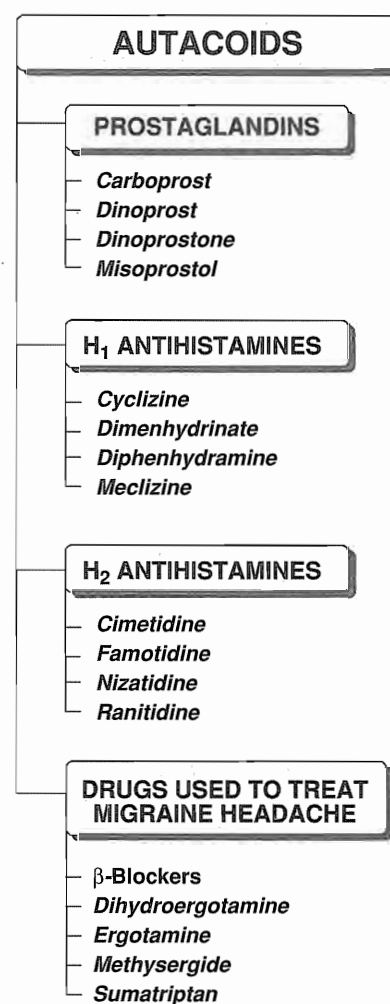 AUTACOIDS
PROSTAGLANDINS
Carboprost
Dinoprost
Dinoprostone
Misoprostol
H₁ ANTIHISTAMINES
Cyclizine
Dimenhydrinate
Diphenhydramine
Meclizine
H₂ ANTIHISTAMINES
Cimetidine
Famotidine
Nizatidine
Ranitidine
DRUGS USED TO TREAT
MIGRAINE HEADACHE
β-Blockers
Dihydroergotamine
Ergotamine
Methysergide
Sumatriptan